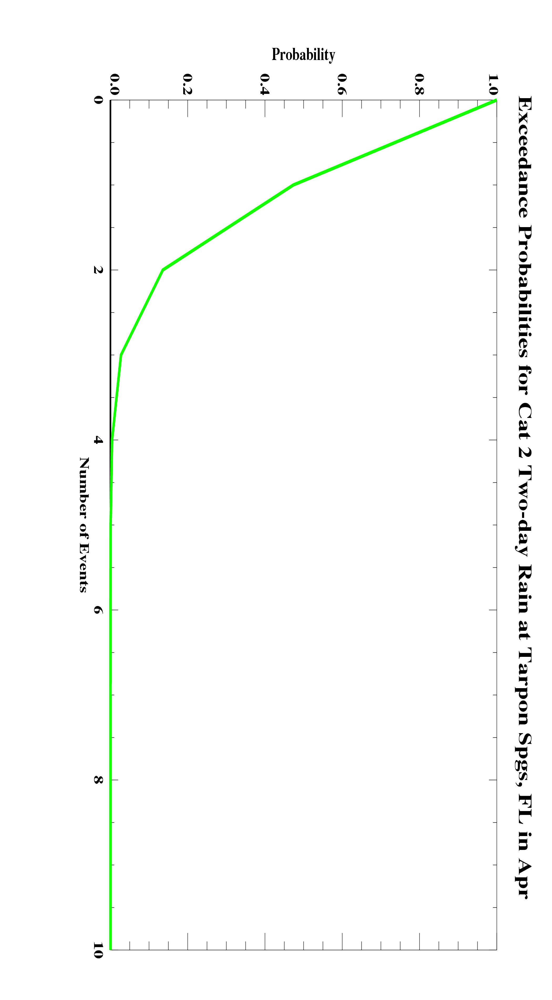 Exceedance Probabilities for Cat 2 Two-day Rain at Tarpon Spgs, FL in Apr
1.0
0.8
0.6
0.4
0.2
0.0
Probability
0 2 4 6 8 10
Number of Events